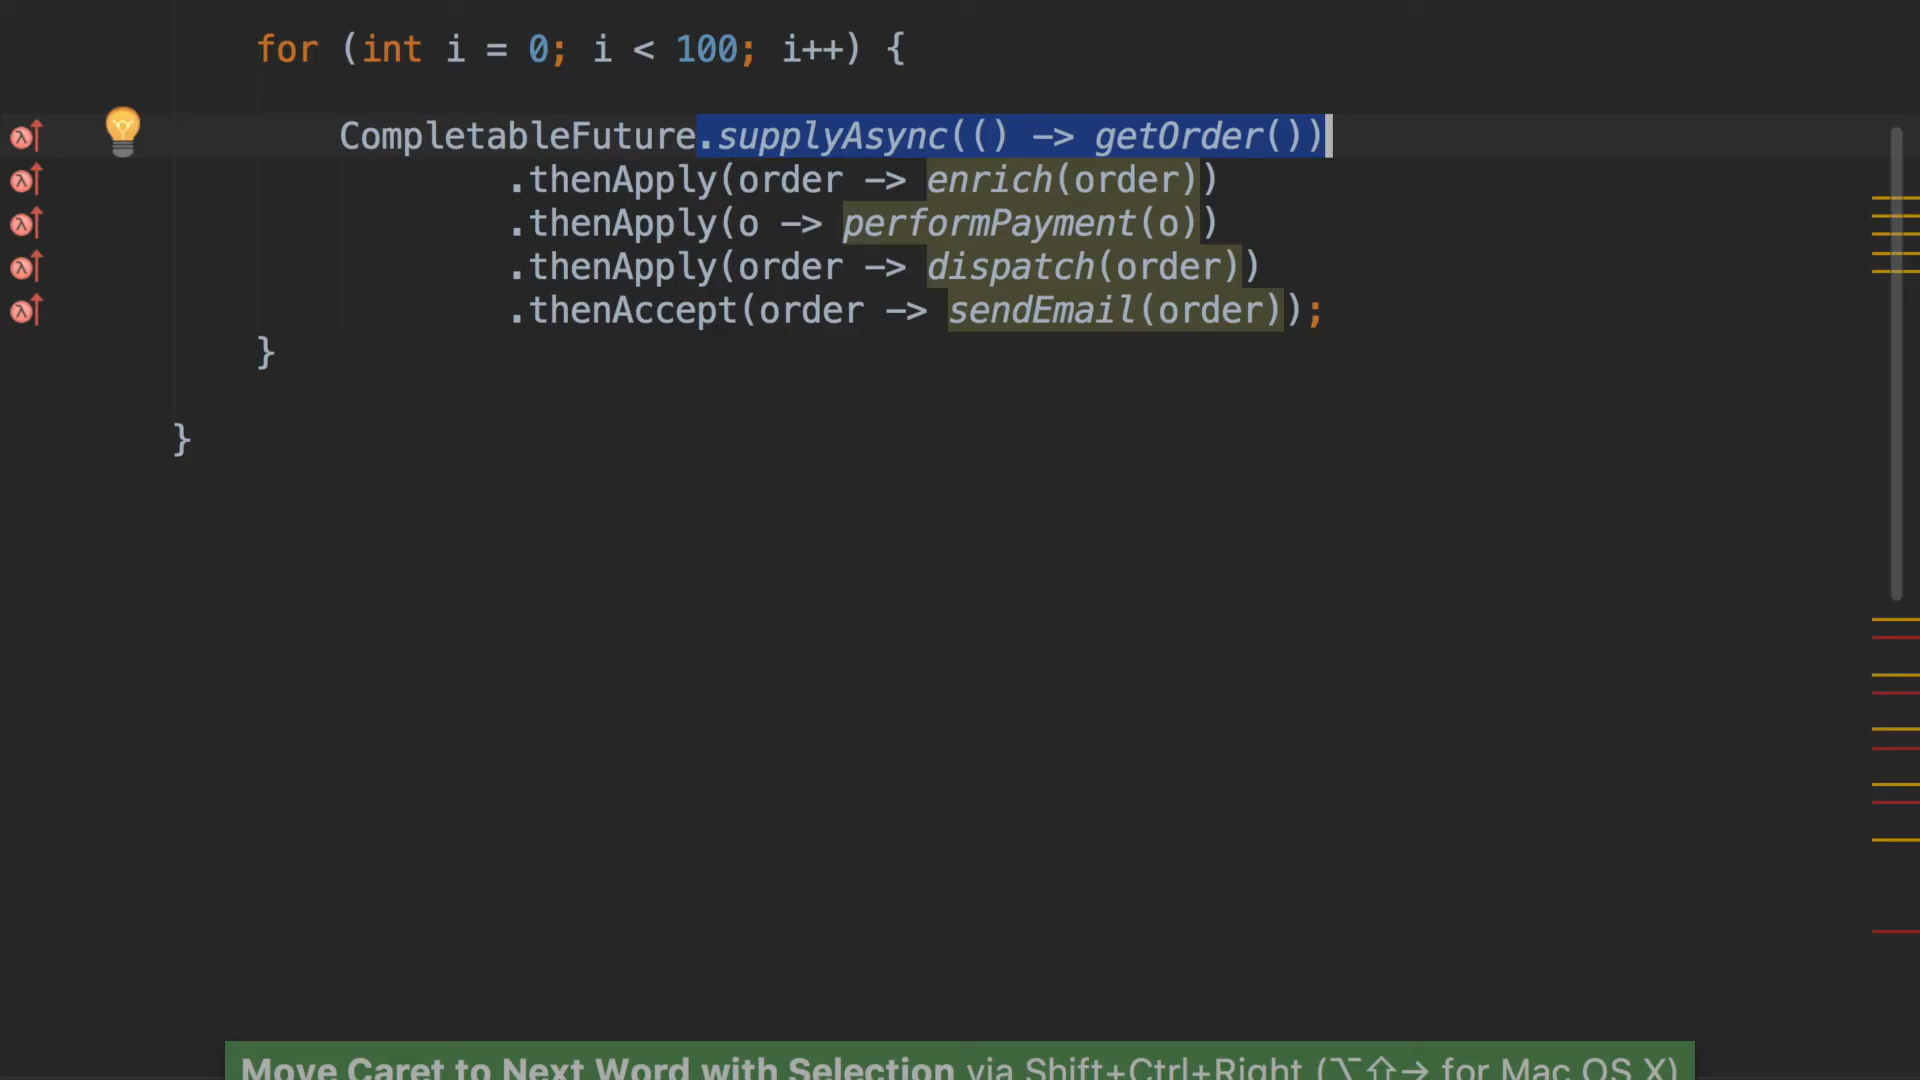 for (int i = 0; i < 100; i++) {
CompletableFuture.supplyAsync(() -> getOrder())
.thenApply(order -> enrich(order))
.thenApply(o -> performPayment(o))
.thenApply(order -> dispatch(order))
.thenAccept(order -> sendEmail(order));
}
}
Move Caret to Next Word with Selection via Shift+Ctrl+Right (⌥⇧→ for Mac OS X)